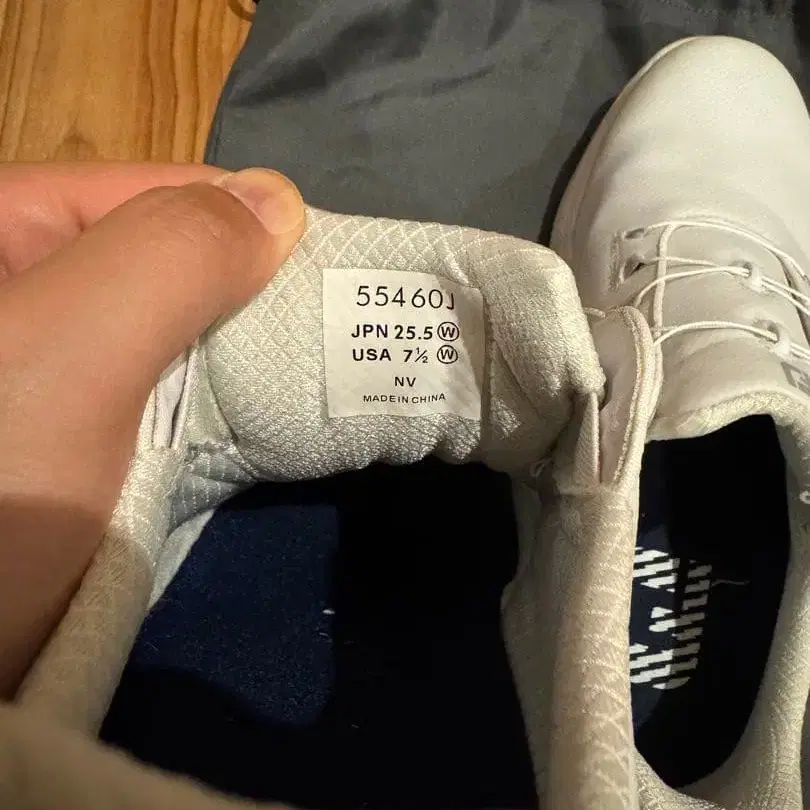 55460J
JPN 25.5 Ⓦ
USA 7½ Ⓦ
NV
MADE IN CHINA